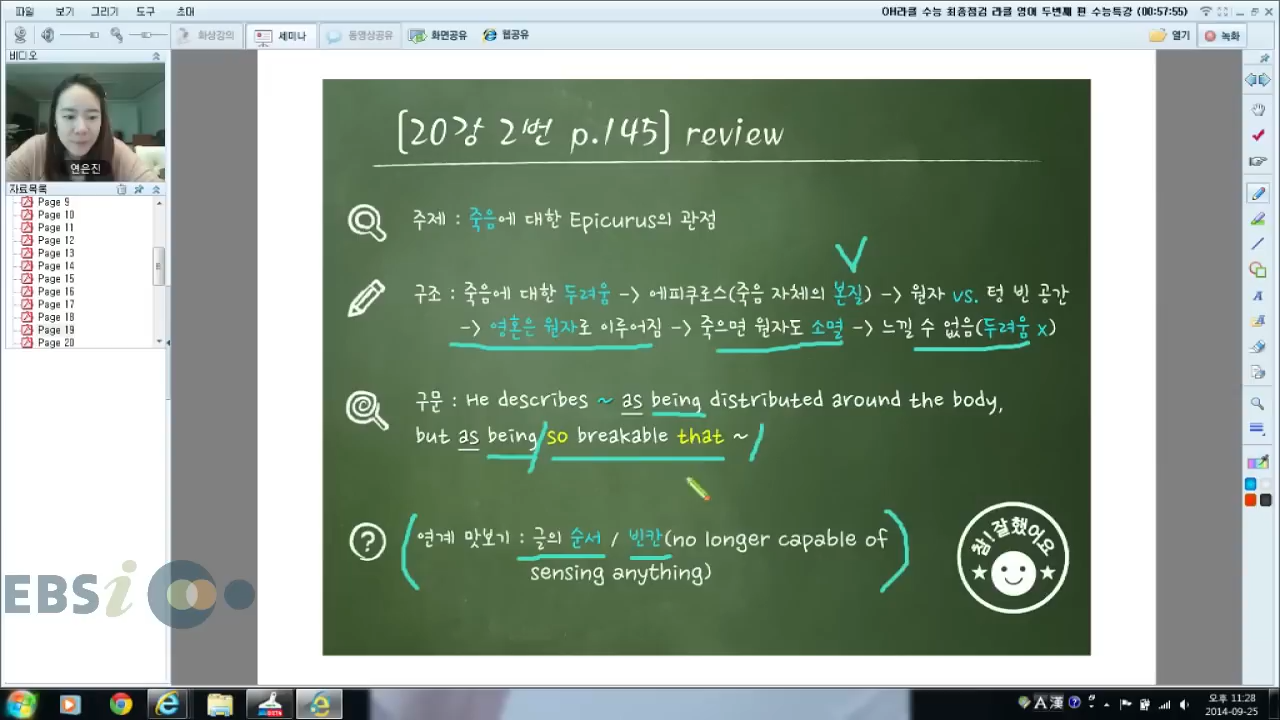 파일 보기 그리기 도구 초대
OH라클 수능 최종점검 라클 영어 두번째 편 수능특강 (00:57:55)
화상강의 세미나 동영상공유 화면공유 웹공유 열기 녹화
비디오
연은진
자료목록
Page 9
Page 10
Page 11
Page 12
Page 13
Page 14
Page 15
Page 16
Page 17
Page 18
Page 19
Page 20
[20강 2번 p.145] review
주제 : 죽음에 대한 Epicurus의 관점
구조 : 죽음에 대한 두려움 -> 에피쿠로스(죽음 자체의 본질) -> 원자 vs. 텅 빈 공간
-> 영혼은 원자로 이루어짐 -> 죽으면 원자도 소멸 -> 느낄 수 없음(두려움 x)
구문 : He describes ~ as being distributed around the body,
but as being so breakable that ~
연계 맛보기 : 글의 순서 / 빈칸(no longer capable of
sensing anything)
참! 잘했어요
EBSi
A 漢
오후 11:28
2014-09-25